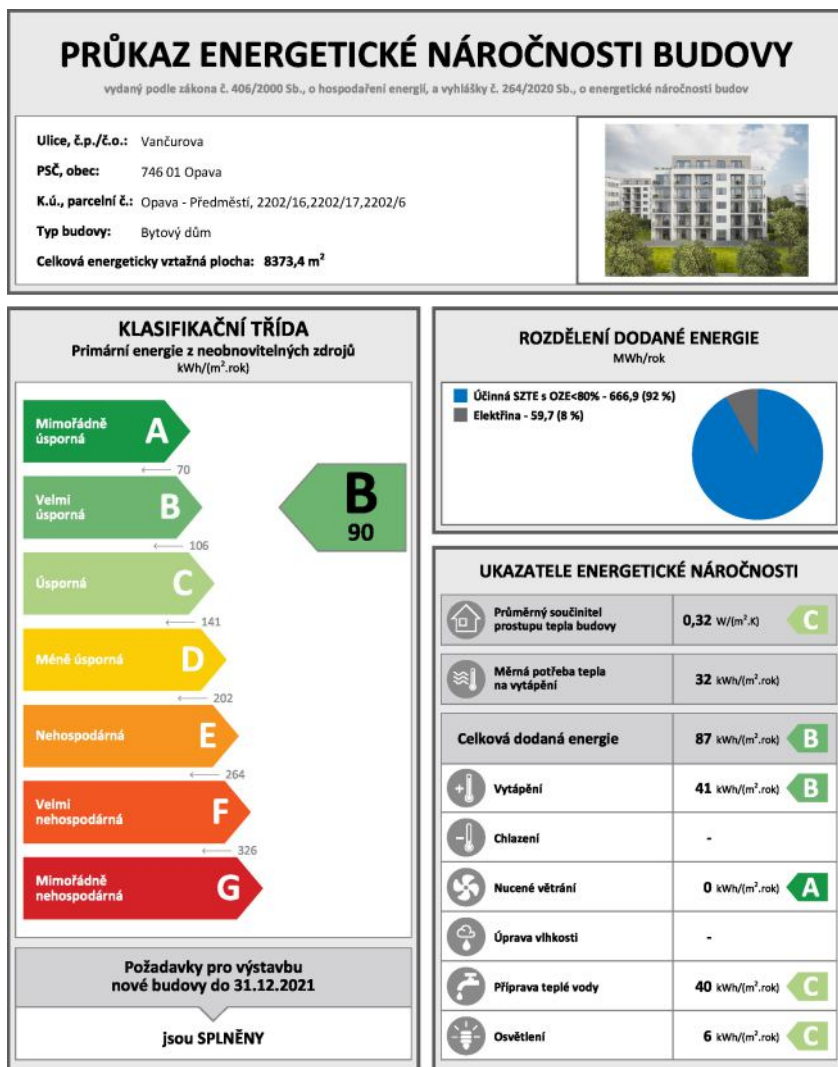 PRŮKAZ ENERGETICKÉ NÁROČNOSTI BUDOVY
vydaný podle zákona č. 406/2000 Sb., o hospodaření energií, a vyhlášky č. 264/2020 Sb., o energetické náročnosti budov
Ulice, č.p./č.o.: Vančurova
PSČ, obec: 746 01 Opava
K.ú., parcelní č.: Opava - Předměstí, 2202/16,2202/17,2202/6
Typ budovy: Bytový dům
Celková energeticky vztažná plocha: 8373,4 m²
KLASIFIKAČNÍ TŘÍDA
Primární energie z neobnovitelných zdrojů
kWh/(m².rok)
Mimořádně
úsporná
A
70
Velmi
úsporná
B
106
Úsporná
C
141
Méně úsporná
D
202
Nehospodárná
E
264
Velmi
nehospodárná
F
326
Mimořádně
nehospodárná
G
B
90
Požadavky pro výstavbu
nové budovy do 31.12.2021
jsou SPLNĚNY
ROZDĚLENÍ DODANÉ ENERGIE
MWh/rok
Účinná SZTE s OZE<80% - 666,9 (92 %)
Elektřina - 59,7 (8 %)
UKAZATELE ENERGETICKÉ NÁROČNOSTI
Průměrný součinitel
prostupu tepla budovy
0,32 W/(m².K) C
Měrná potřeba tepla
na vytápění
32 kWh/(m².rok)
Celková dodaná energie 87 kWh/(m².rok) B
Vytápění 41 kWh/(m².rok) B
Chlazení -
Nucené větrání 0 kWh/(m².rok) A
Úprava vlhkosti -
Příprava teplé vody 40 kWh/(m².rok) C
Osvětlení 6 kWh/(m².rok) C